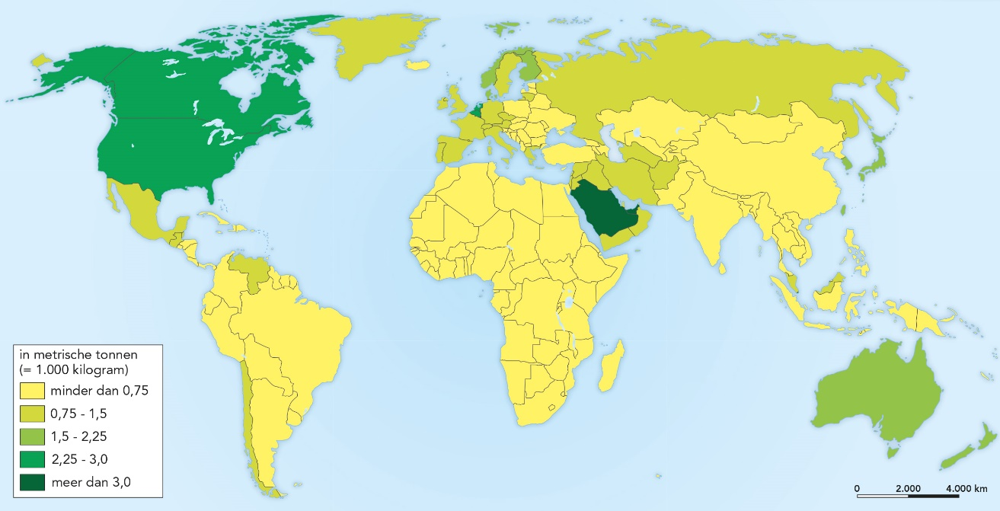 in metrische tonnen
(= 1.000 kilogram)
minder dan 0,75
0,75 - 1,5
1,5 - 2,25
2,25 - 3,0
meer dan 3,0
0 2.000 4.000 km